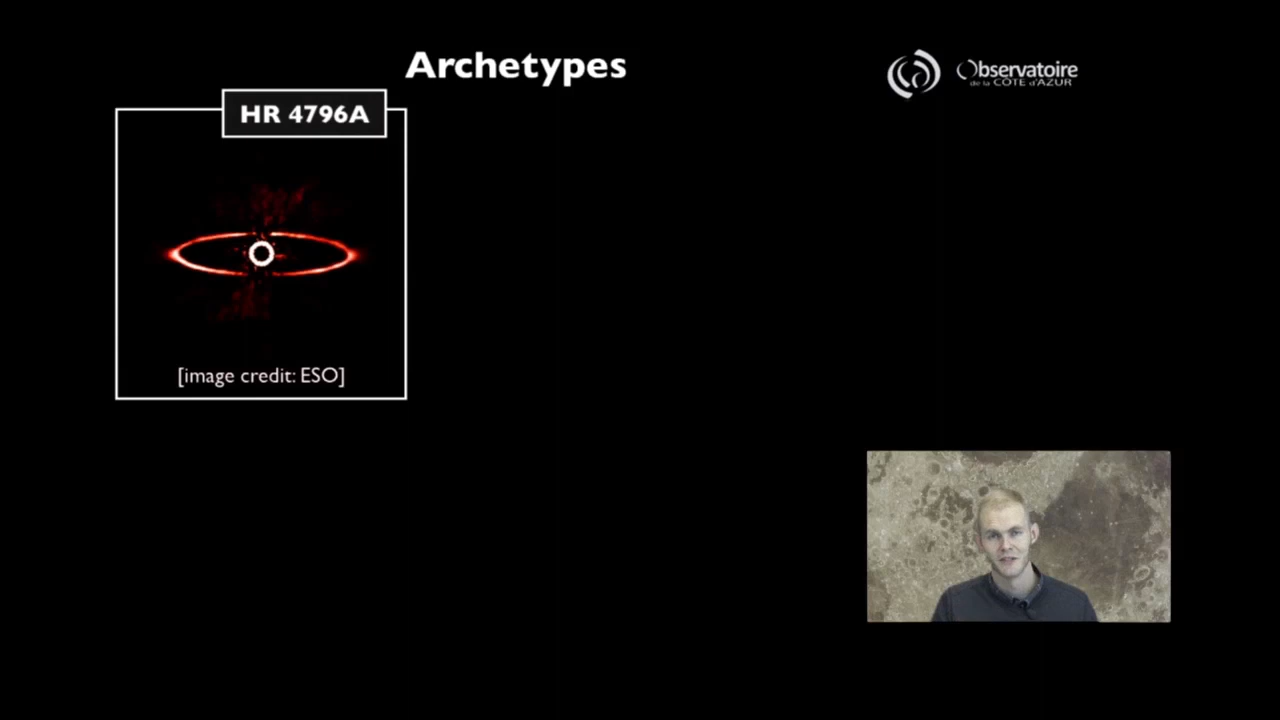 Archetypes
Observatoire
de la CÔTE d'AZUR
HR 4796A
[image credit: ESO]